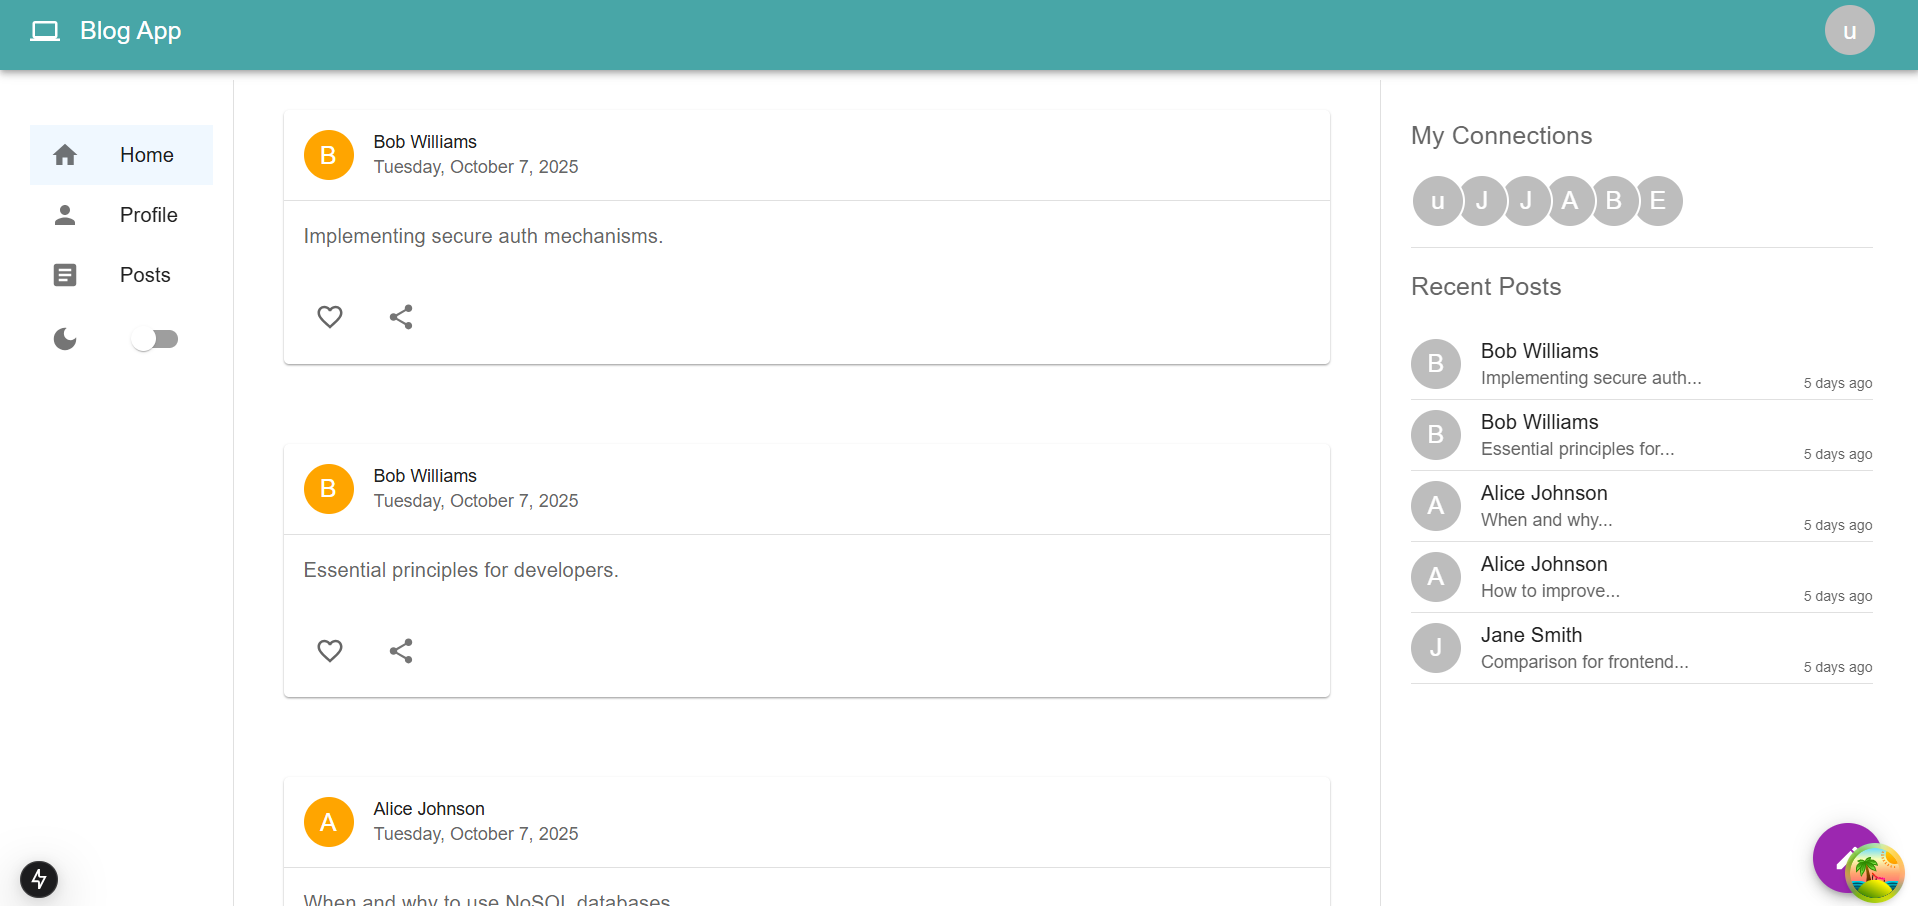 Blog App
u
Home
Profile
Posts
B
Bob Williams
Tuesday, October 7, 2025
Implementing secure auth mechanisms.
B
Bob Williams
Tuesday, October 7, 2025
Essential principles for developers.
A
Alice Johnson
Tuesday, October 7, 2025
When and why to use NoSQL databases
My Connections
u J J A B E
Recent Posts
B
Bob Williams
Implementing secure auth...
5 days ago
B
Bob Williams
Essential principles for...
5 days ago
A
Alice Johnson
When and why...
5 days ago
A
Alice Johnson
How to improve...
5 days ago
J
Jane Smith
Comparison for frontend...
5 days ago